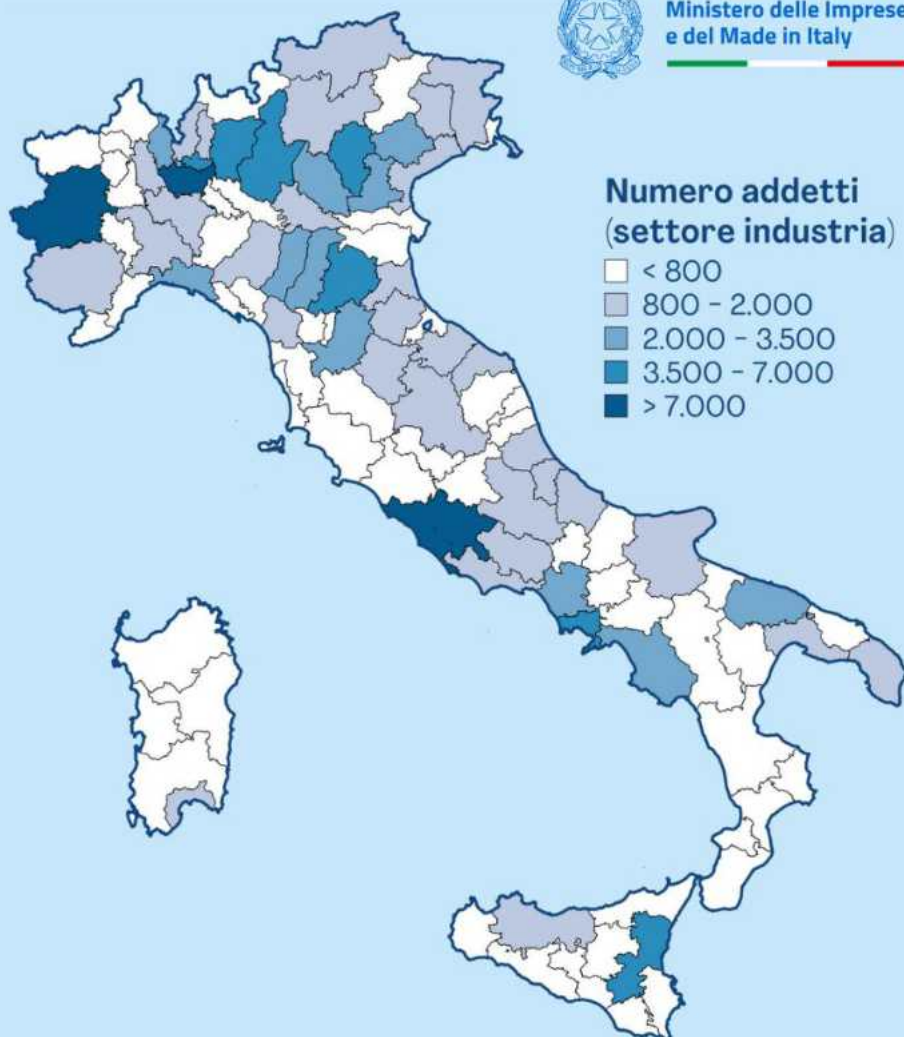 Ministero delle Imprese
e del Made in Italy
Numero addetti
(settore industria)
< 800
800 - 2.000
2.000 - 3.500
3.500 - 7.000
> 7.000